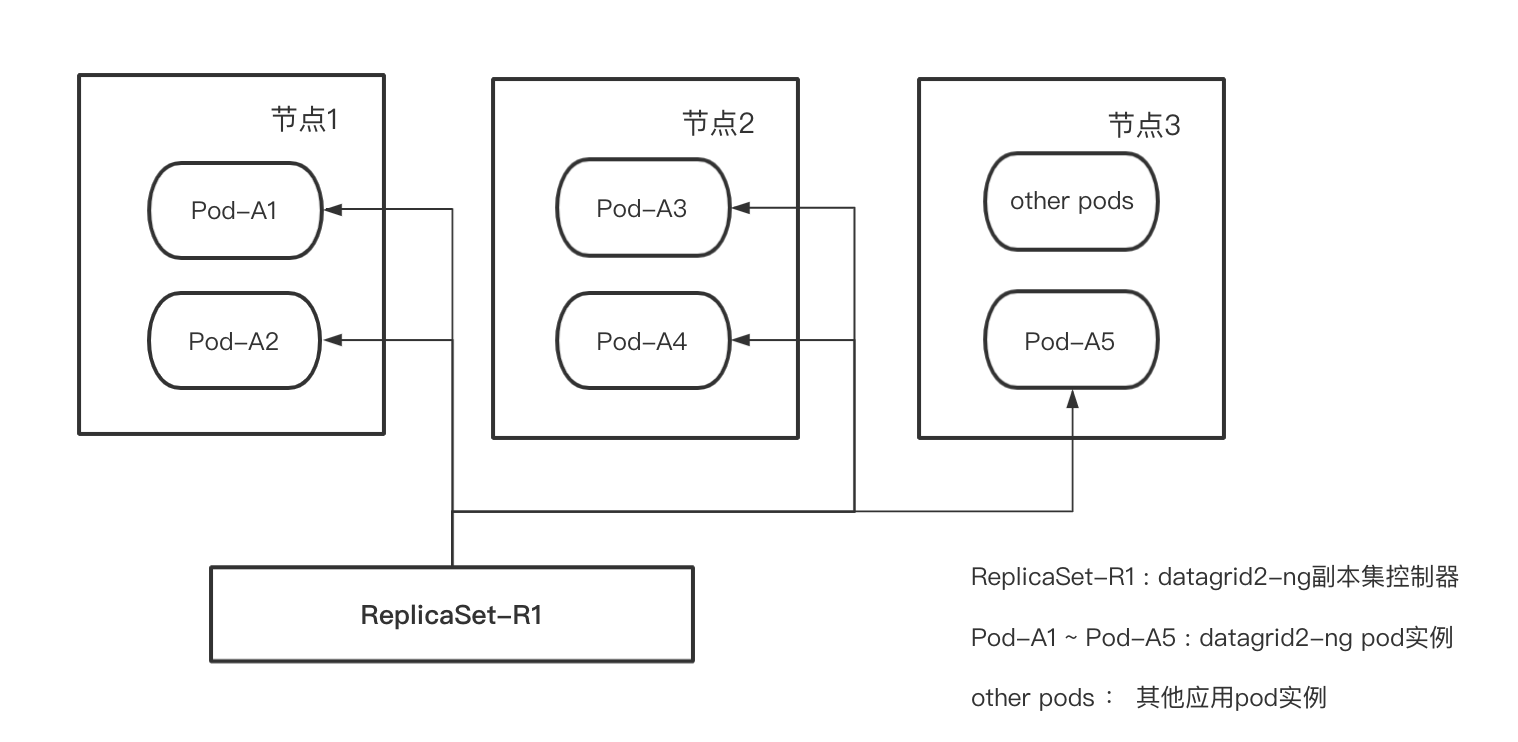 节点1
节点2
节点3
Pod-A1
Pod-A3
other pods
Pod-A2
Pod-A4
Pod-A5
ReplicaSet-R1
ReplicaSet-R1 : datagrid2-ng副本集控制器
Pod-A1 ~ Pod-A5 : datagrid2-ng pod实例
other pods ： 其他应用pod实例